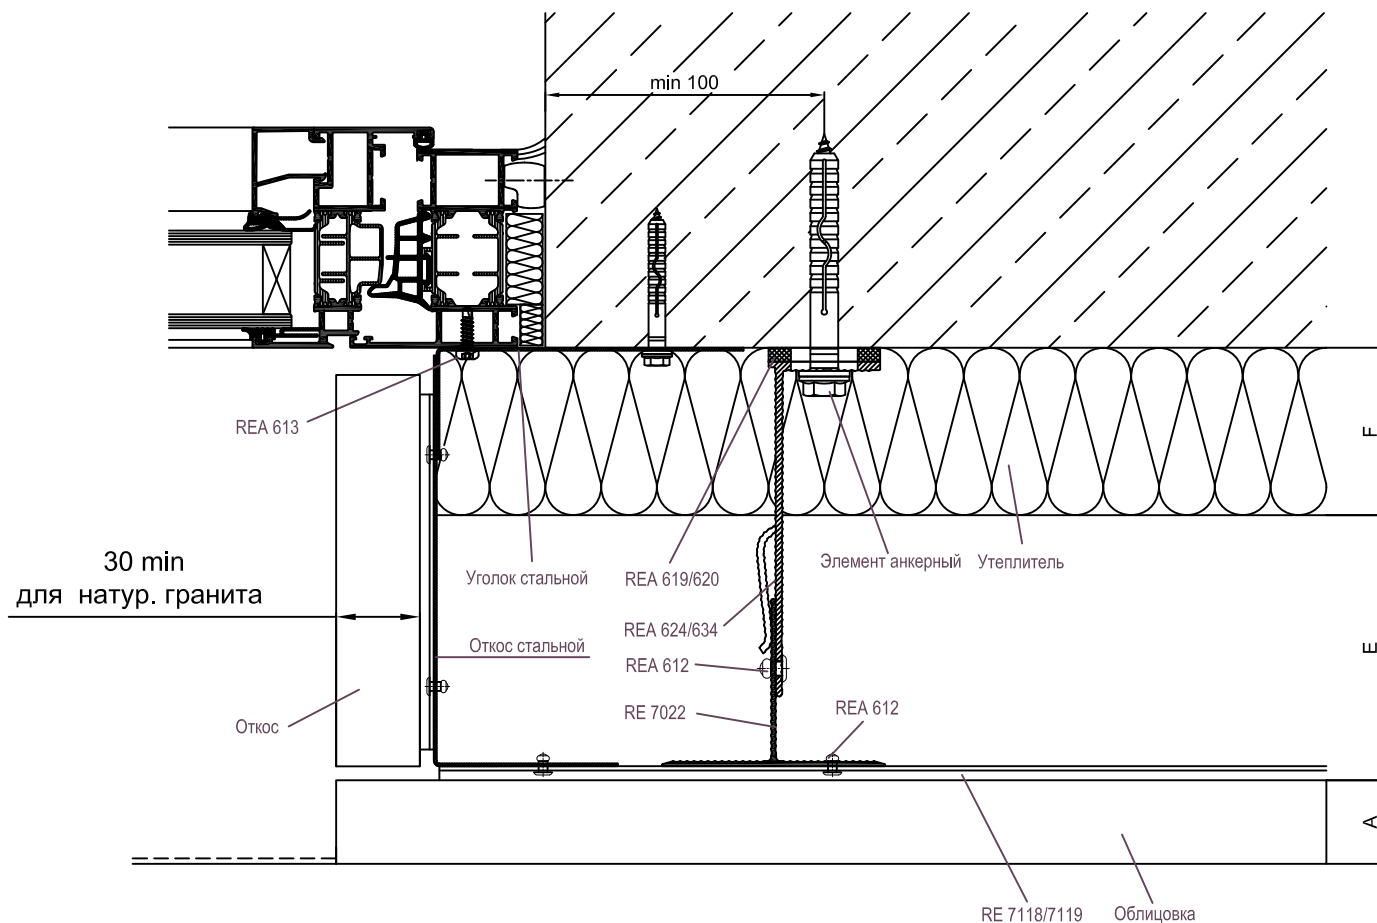 min 100
REA 613
30 min
для натур. гранита
Уголок стальной
REA 619/620
Элемент анкерный
Утеплитель
F
REA 624/634
Откос стальной
REA 612
E
Откос
RE 7022
REA 612
A
RE 7118/7119
Облицовка